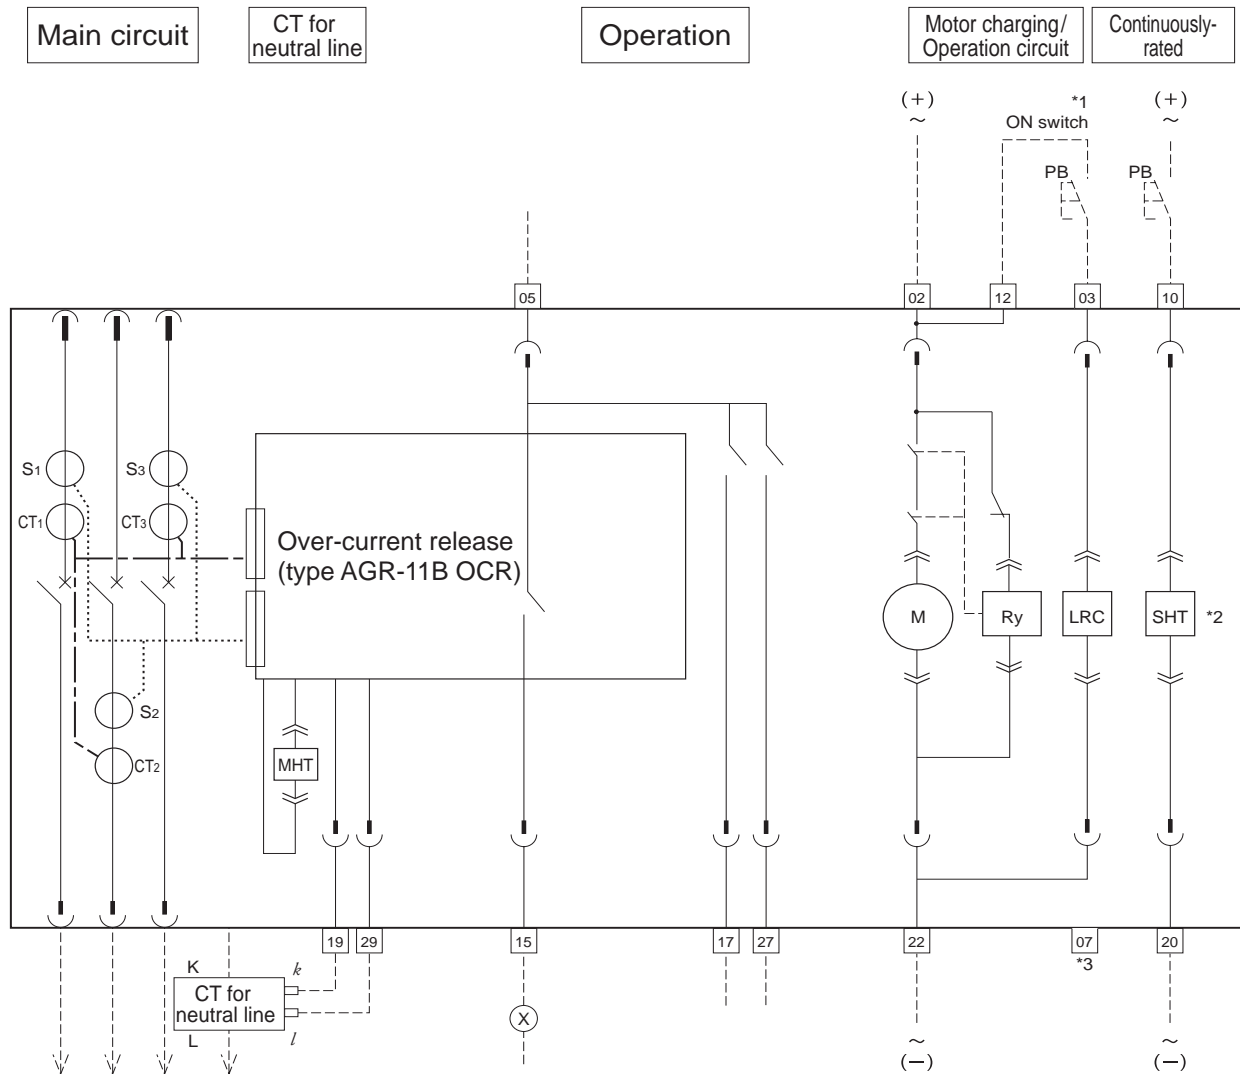 Main circuit
CT for
neutral line
Operation
Motor charging/
Operation circuit
Continuously-
rated
(+)
~
*1
ON switch
(+)
~
PB
PB
05
02
12
03
10
S1
S3
CT1
CT3
Over-current release
(type AGR-11B OCR)
M
Ry
LRC
SHT
*2
S2
CT2
MHT
19
29
15
17
27
22
07
20
*3
K
k
CT for
neutral line
L
l
X
~
(−)
~
(−)